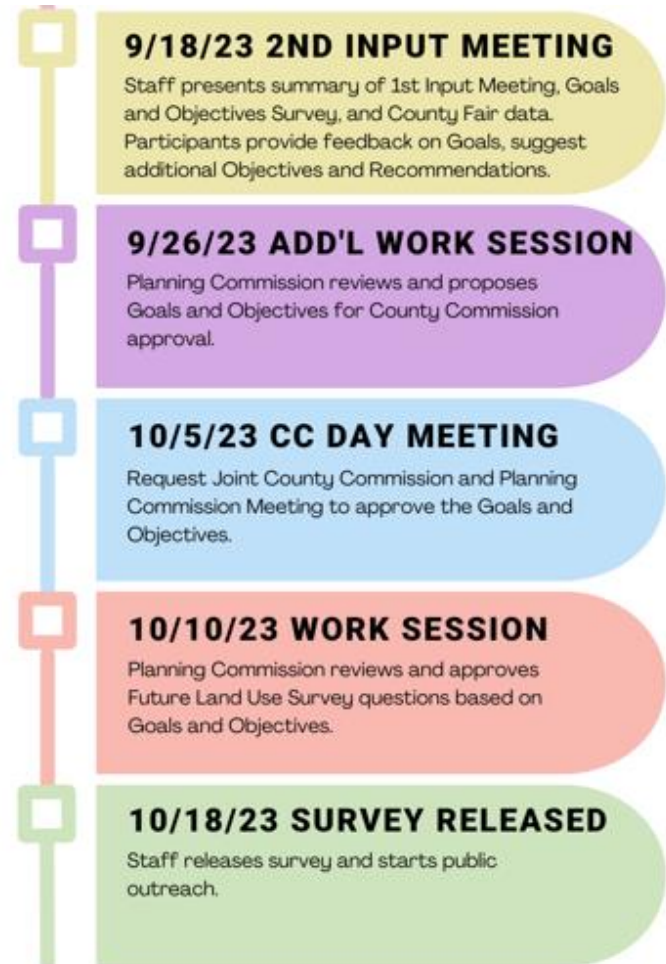 9/18/23 2ND INPUT MEETING
Staff presents summary of 1st Input Meeting, Goals
and Objectives Survey, and County Fair data.
Participants provide feedback on Goals, suggest
additional Objectives and Recommendations.
9/26/23 ADD'L WORK SESSION
Planning Commission reviews and proposes
Goals and Objectives for County Commission
approval.
10/5/23 CC DAY MEETING
Request Joint County Commission and Planning
Commission Meeting to approve the Goals and
Objectives.
10/10/23 WORK SESSION
Planning Commission reviews and approves
Future Land Use Survey questions based on
Goals and Objectives.
10/18/23 SURVEY RELEASED
Staff releases survey and starts public
outreach.